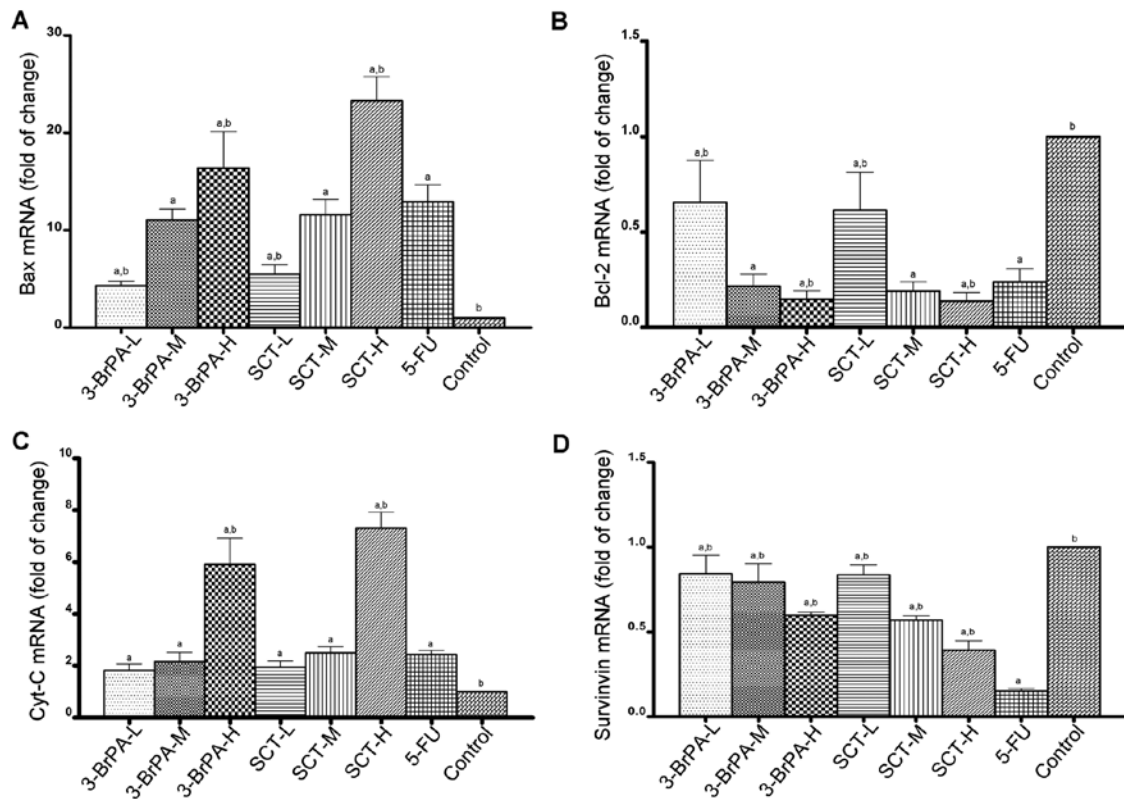 A
Bax mRNA (fold of change)
30
20
10
0
a,b
a
a,b
a,b
a
a,b
a
b
3-BrPA-L
3-BrPA-M
3-BrPA-H
SCT-L
SCT-M
SCT-H
5-FU
Control
B
Bcl-2 mRNA (fold of change)
1.5
1.0
0.5
0.0
a,b
a
a,b
a,b
a
a,b
a
b
3-BrPA-L
3-BrPA-M
3-BrPA-H
SCT-L
SCT-M
SCT-H
5-FU
Control
C
Cyt-C mRNA (fold of change)
10
8
6
4
2
0
a
a
a,b
a
a
a,b
a
b
3-BrPA-L
3-BrPA-M
3-BrPA-H
SCT-L
SCT-M
SCT-H
5-FU
Control
D
Survinvin mRNA (fold of change)
1.5
1.0
0.5
0.0
a,b
a,b
a,b
a,b
a,b
a,b
a
b
3-BrPA-L
3-BrPA-M
3-BrPA-H
SCT-L
SCT-M
SCT-H
5-FU
Control